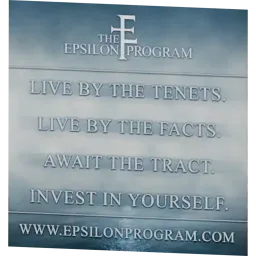 THE
EPSILON PROGRAM
LIVE BY THE TENETS.
LIVE BY THE FACTS.
AWAIT THE TRACT.
INVEST IN YOURSELF.
WWW.EPSILONPROGRAM.COM